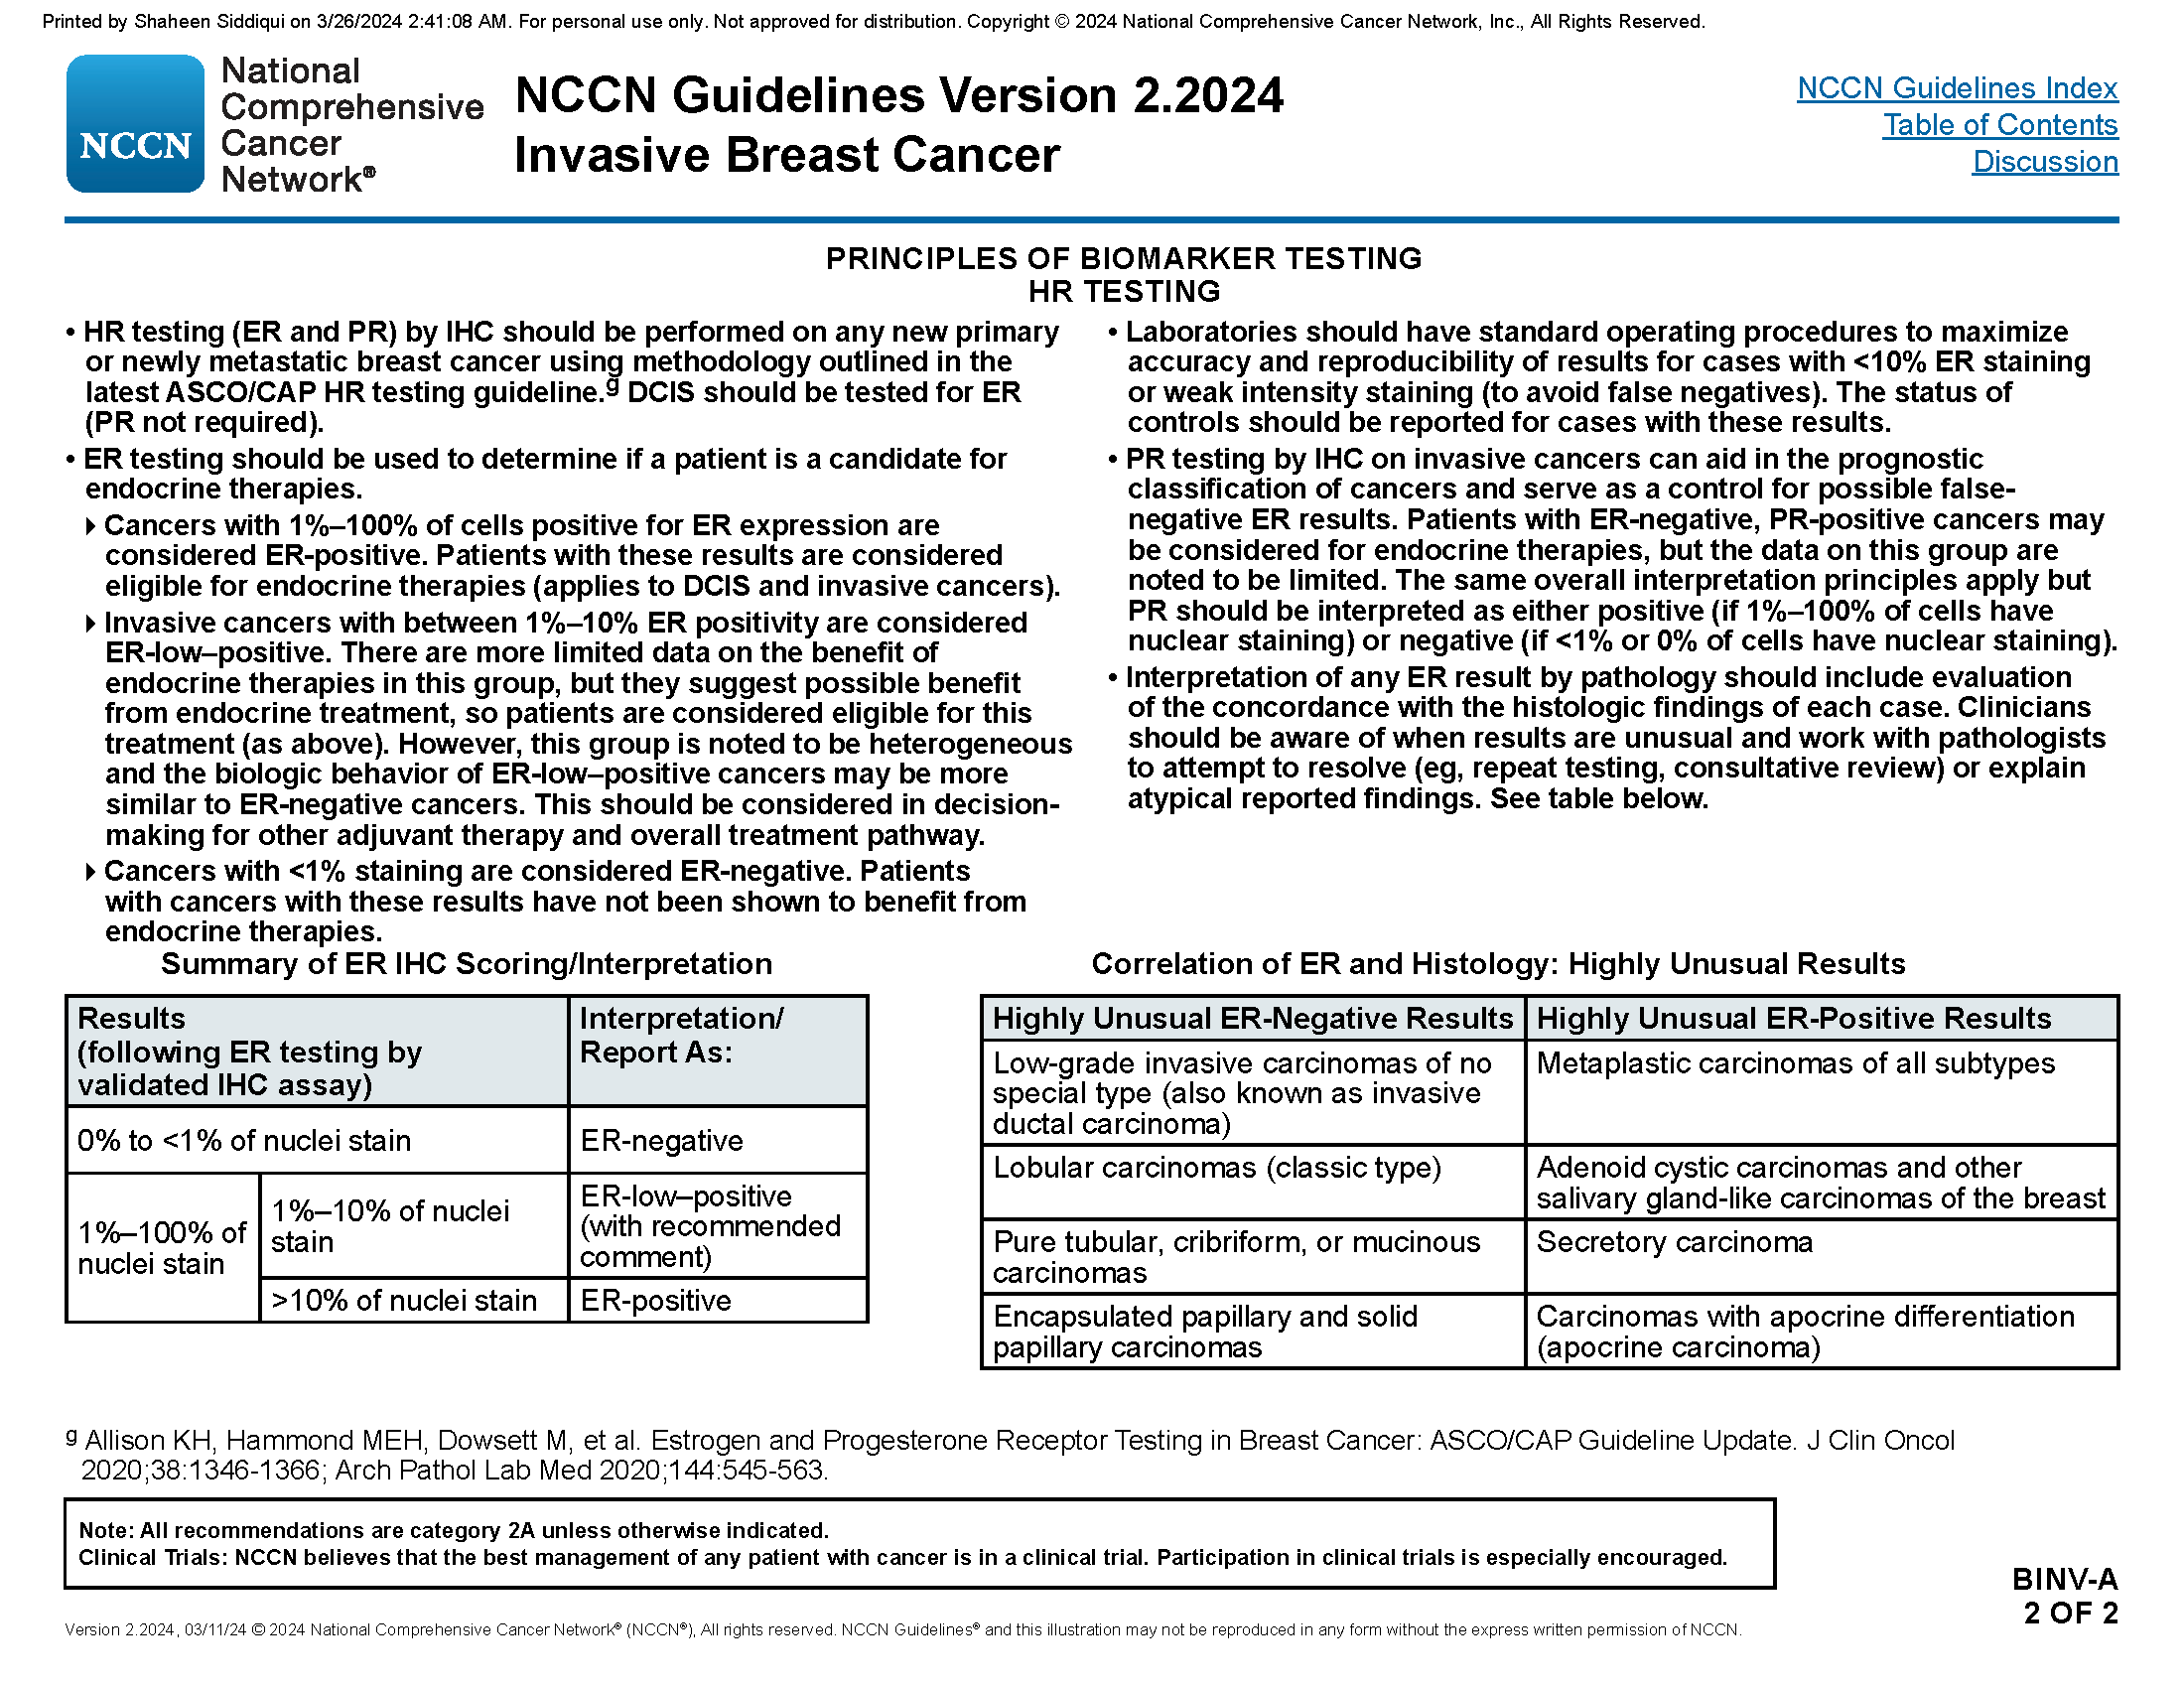 Printed by Shaheen Siddiqui on 3/26/2024 2:41:08 AM. For personal use only. Not approved for distribution. Copyright © 2024 National Comprehensive Cancer Network, Inc., All Rights Reserved.
NCCN
National
Comprehensive
Cancer
Network®
NCCN Guidelines Version 2.2024
Invasive Breast Cancer
NCCN Guidelines Index
Table of Contents
Discussion
PRINCIPLES OF BIOMARKER TESTING
HR TESTING
• HR testing (ER and PR) by IHC should be performed on any new primary
or newly metastatic breast cancer using methodology outlined in the
latest ASCO/CAP HR testing guideline.g DCIS should be tested for ER
(PR not required).
• ER testing should be used to determine if a patient is a candidate for
endocrine therapies.
Cancers with 1%–100% of cells positive for ER expression are
considered ER-positive. Patients with these results are considered
eligible for endocrine therapies (applies to DCIS and invasive cancers).
Invasive cancers with between 1%–10% ER positivity are considered
ER-low–positive. There are more limited data on the benefit of
endocrine therapies in this group, but they suggest possible benefit
from endocrine treatment, so patients are considered eligible for this
treatment (as above). However, this group is noted to be heterogeneous
and the biologic behavior of ER-low–positive cancers may be more
similar to ER-negative cancers. This should be considered in decision-
making for other adjuvant therapy and overall treatment pathway.
Cancers with <1% staining are considered ER-negative. Patients
with cancers with these results have not been shown to benefit from
endocrine therapies.
• Laboratories should have standard operating procedures to maximize
accuracy and reproducibility of results for cases with <10% ER staining
or weak intensity staining (to avoid false negatives). The status of
controls should be reported for cases with these results.
• PR testing by IHC on invasive cancers can aid in the prognostic
classification of cancers and serve as a control for possible false-
negative ER results. Patients with ER-negative, PR-positive cancers may
be considered for endocrine therapies, but the data on this group are
noted to be limited. The same overall interpretation principles apply but
PR should be interpreted as either positive (if 1%–100% of cells have
nuclear staining) or negative (if <1% or 0% of cells have nuclear staining).
• Interpretation of any ER result by pathology should include evaluation
of the concordance with the histologic findings of each case. Clinicians
should be aware of when results are unusual and work with pathologists
to attempt to resolve (eg, repeat testing, consultative review) or explain
atypical reported findings. See table below.
Summary of ER IHC Scoring/Interpretation
Results
(following ER testing by
validated IHC assay)
Interpretation/
Report As:
0% to <1% of nuclei stain
ER-negative
1%–100% of
nuclei stain
1%–10% of nuclei
stain
ER-low–positive
(with recommended
comment)
>10% of nuclei stain
ER-positive
Correlation of ER and Histology: Highly Unusual Results
Highly Unusual ER-Negative Results
Highly Unusual ER-Positive Results
Low-grade invasive carcinomas of no
special type (also known as invasive
ductal carcinoma)
Metaplastic carcinomas of all subtypes
Lobular carcinomas (classic type)
Adenoid cystic carcinomas and other
salivary gland-like carcinomas of the breast
Pure tubular, cribriform, or mucinous
carcinomas
Secretory carcinoma
Encapsulated papillary and solid
papillary carcinomas
Carcinomas with apocrine differentiation
(apocrine carcinoma)
g Allison KH, Hammond MEH, Dowsett M, et al. Estrogen and Progesterone Receptor Testing in Breast Cancer: ASCO/CAP Guideline Update. J Clin Oncol
2020;38:1346-1366; Arch Pathol Lab Med 2020;144:545-563.
Note: All recommendations are category 2A unless otherwise indicated.
Clinical Trials: NCCN believes that the best management of any patient with cancer is in a clinical trial. Participation in clinical trials is especially encouraged.
BINV-A
2 OF 2
Version 2.2024, 03/11/24 © 2024 National Comprehensive Cancer Network® (NCCN®), All rights reserved. NCCN Guidelines® and this illustration may not be reproduced in any form without the express written permission of NCCN.